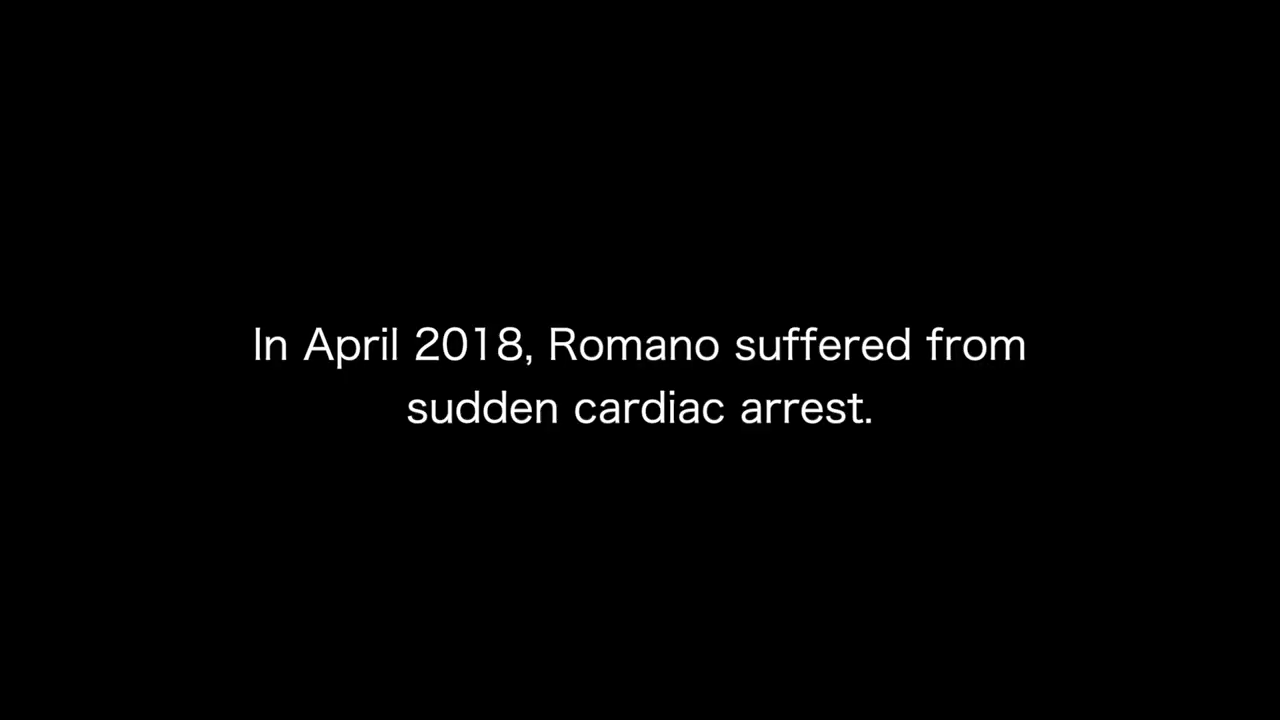 In April 2018, Romano suffered from
sudden cardiac arrest.